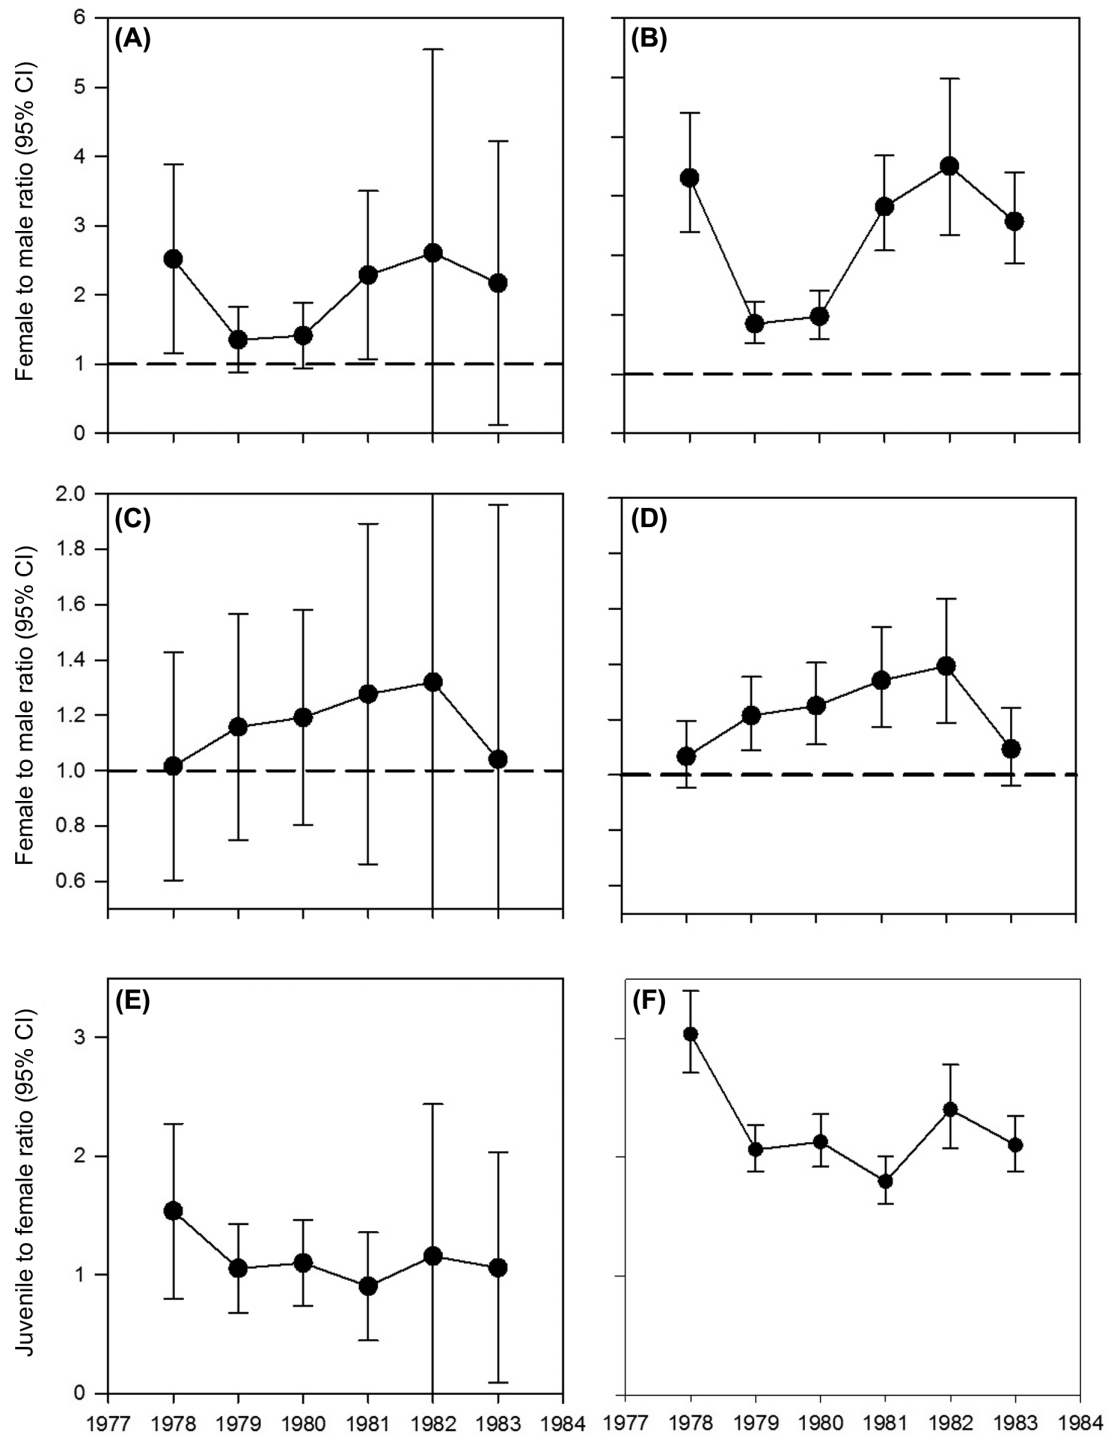 (A)
(B)
Female to male ratio (95% CI)
6
5
4
3
2
1
0
(C)
(D)
Female to male ratio (95% CI)
2.0
1.8
1.6
1.4
1.2
1.0
0.8
0.6
(E)
(F)
Juvenile to female ratio (95% CI)
3
2
1
0
1977 1978 1979 1980 1981 1982 1983 1984
1977 1978 1979 1980 1981 1982 1983 1984